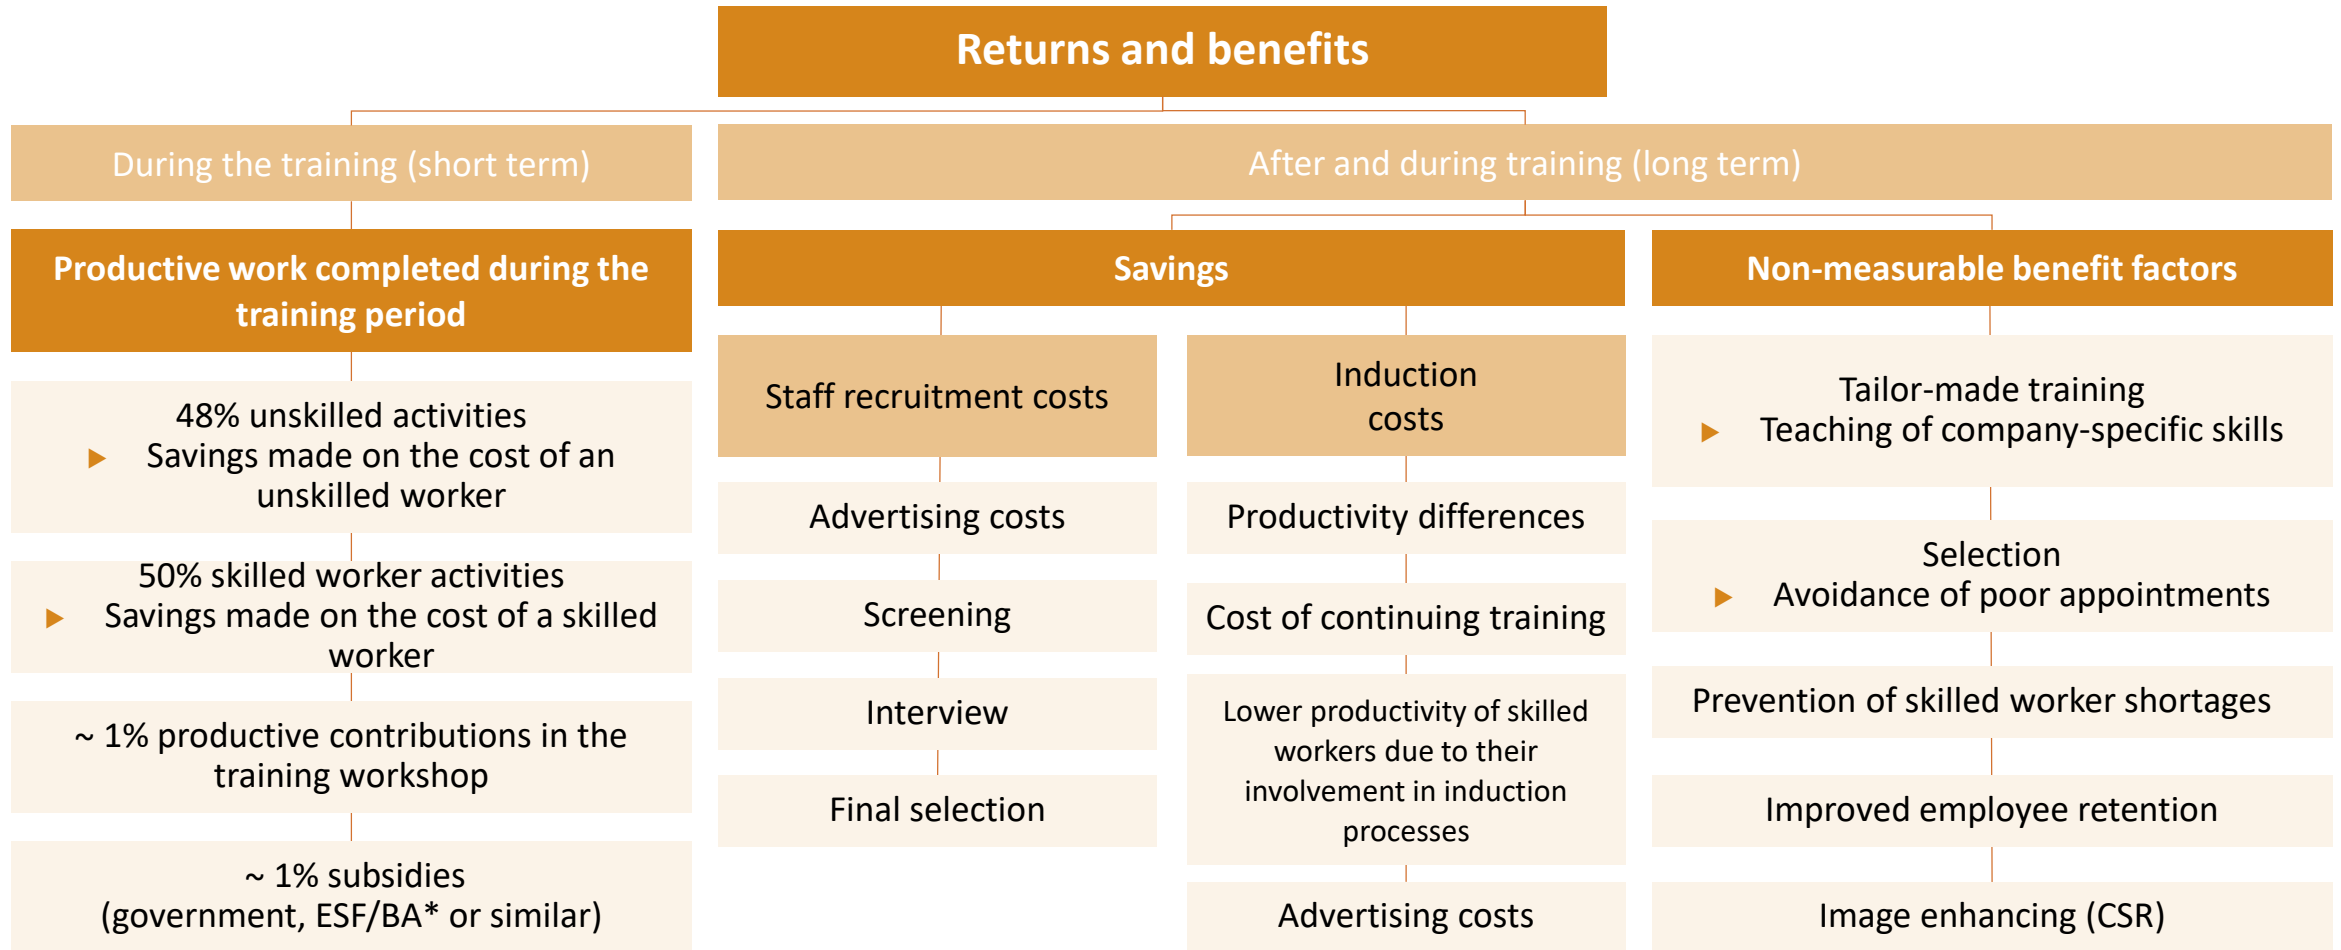 Returns and benefits
During the training (short term)
After and during training (long term)
Productive work completed during the
training period
48% unskilled activities
Savings made on the cost of an
unskilled worker
50% skilled worker activities
Savings made on the cost of a skilled
worker
~ 1% productive contributions in the
training workshop
~ 1% subsidies
(government, ESF/BA* or similar)
Savings
Staff recruitment costs
Advertising costs
Screening
Interview
Final selection
Induction
costs
Productivity differences
Cost of continuing training
Lower productivity of skilled
workers due to their
involvement in induction
processes
Advertising costs
Non-measurable benefit factors
Tailor-made training
Teaching of company-specific skills
Selection
Avoidance of poor appointments
Prevention of skilled worker shortages
Improved employee retention
Image enhancing (CSR)